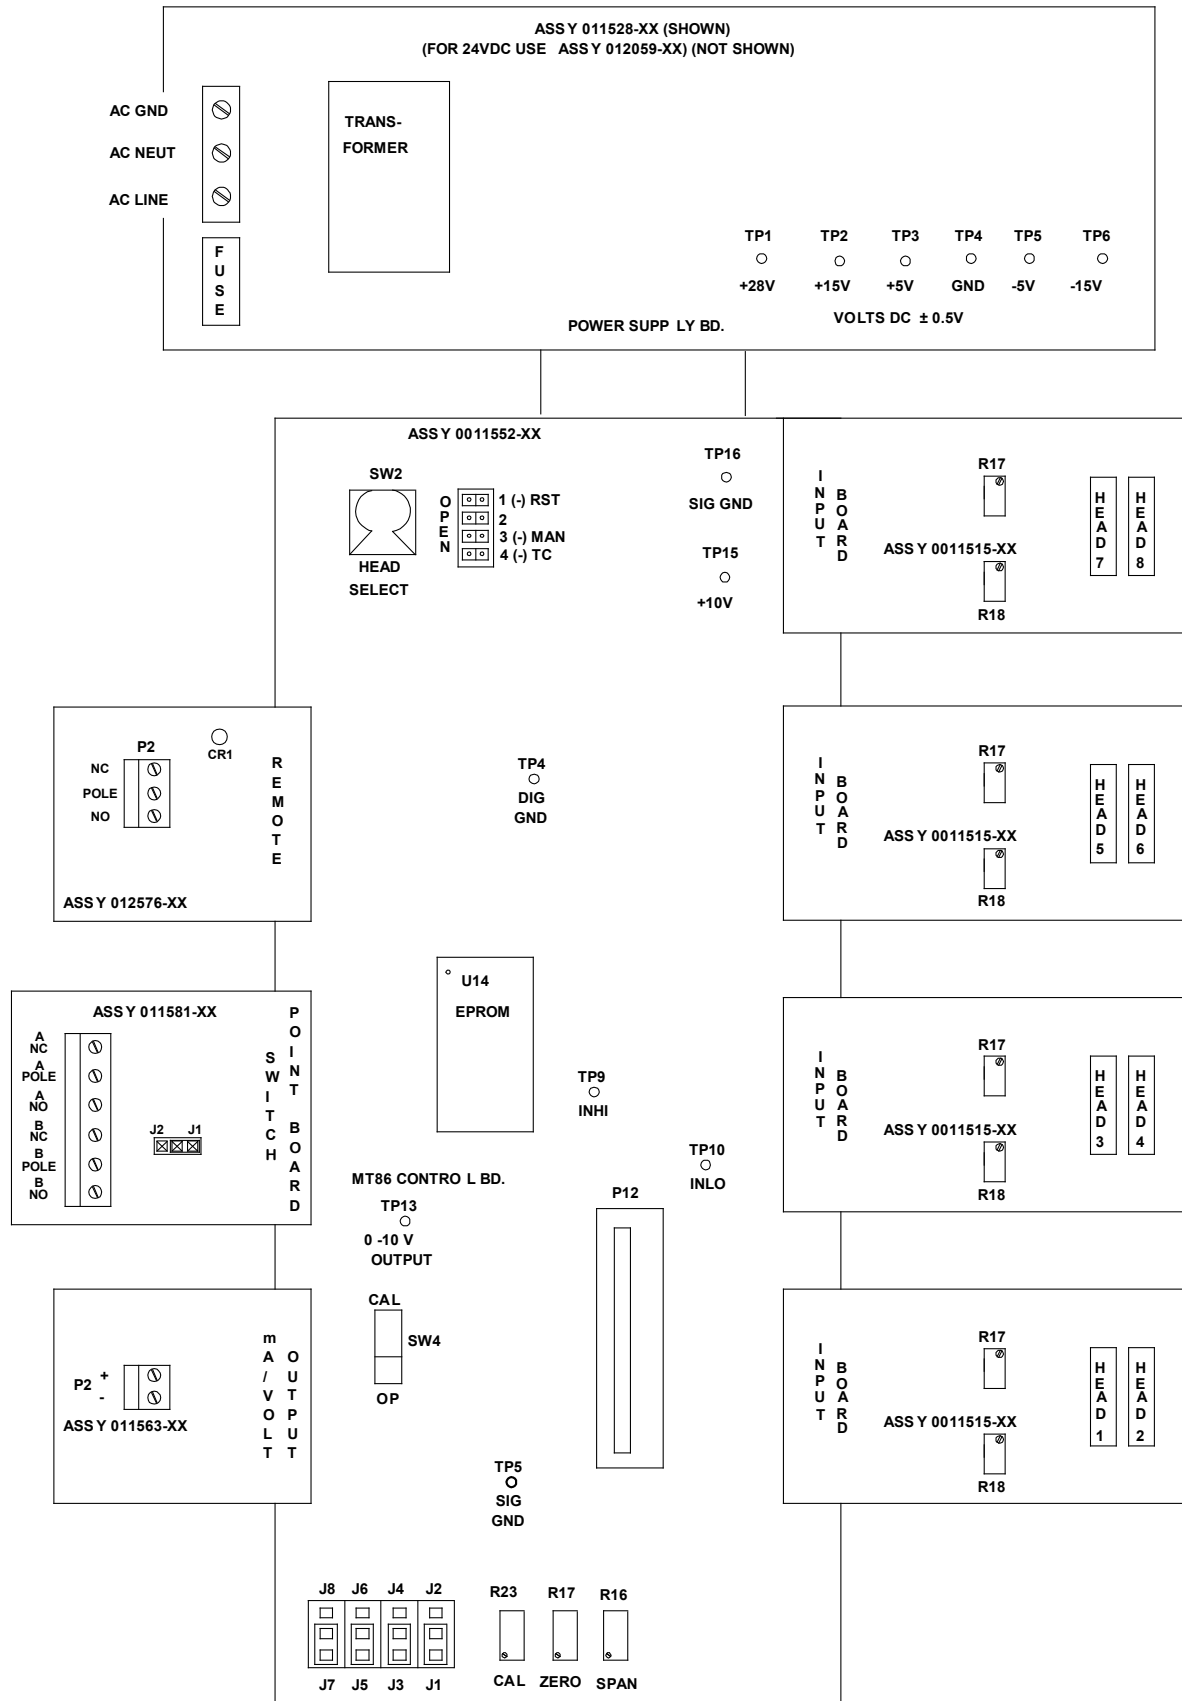 ASSY 011528-XX (SHOWN)
(FOR 24VDC USE ASSY 012059-XX) (NOT SHOWN)
AC GND
AC NEUT
AC LINE
FUSE
TRANS-
FORMER
TP1 TP2 TP3 TP4 TP5 TP6
+28V +15V +5V GND -5V -15V
VOLTS DC ± 0.5V
POWER SUPP LY BD.
ASSY 0011552-XX
SW2
HEAD
SELECT
OPEN
1 (-) RST
2
3 (-) MAN
4 (-) TC
TP16
SIG GND
TP15
+10V
INPUT
BOARD
R17
ASSY 0011515-XX
R18
HEAD 7
HEAD 8
P2
NC
POLE
NO
CR1
REMOTE
ASSY 012576-XX
TP4
DIG
GND
INPUT
BOARD
R17
ASSY 0011515-XX
R18
HEAD 5
HEAD 6
ASSY 011581-XX
A
NC
A
POLE
A
NO
B
NC
B
POLE
B
NO
J2 J1
SWITCH
POINT BOARD
U14
EPROM
TP9
INHI
TP10
INLO
INPUT
BOARD
R17
ASSY 0011515-XX
R18
HEAD 3
HEAD 4
MT86 CONTRO L BD.
TP13
0 -10 V
OUTPUT
P12
CAL
SW4
OP
P2 +
-
ASSY 011563-XX
mA/VOLT
OUTPUT
INPUT
BOARD
R17
ASSY 0011515-XX
R18
HEAD 1
HEAD 2
TP5
SIG
GND
J8 J6 J4 J2
J7 J5 J3 J1
R23 R17 R16
CAL ZERO SPAN